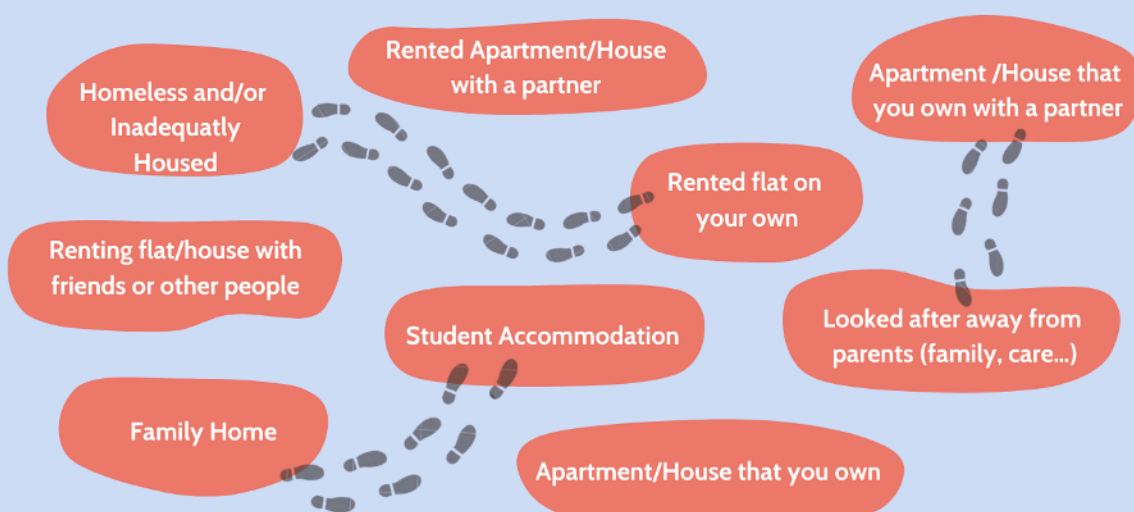 Rented Apartment/House
with a partner
Apartment /House that
you own with a partner
Homeless and/or
Inadequatly
Housed
Rented flat on
your own
Renting flat/house with
friends or other people
Student Accommodation
Looked after away from
parents (family, care...)
Family Home
Apartment/House that you own